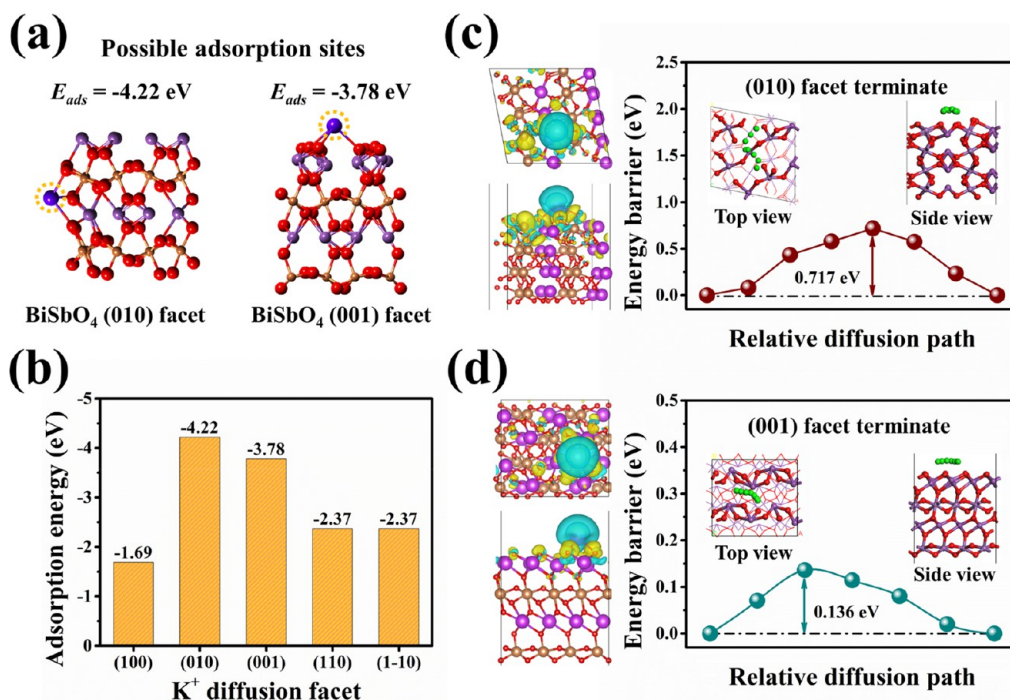 (a)
Possible adsorption sites
Eads = -4.22 eV
Eads = -3.78 eV
BiSbO4 (010) facet
BiSbO4 (001) facet
(b)
Adsorption energy (eV)
-5
-4
-3
-2
-1
0
-1.69
-4.22
-3.78
-2.37
-2.37
(100)
(010)
(001)
(110)
(1-10)
K+ diffusion facet
(c)
Energy barrier (eV)
2.5
2.0
1.5
1.0
0.5
0.0
(010) facet terminate
Top view
Side view
0.717 eV
Relative diffusion path
(d)
Energy barrier (eV)
0.5
0.4
0.3
0.2
0.1
0.0
(001) facet terminate
Top view
Side view
0.136 eV
Relative diffusion path